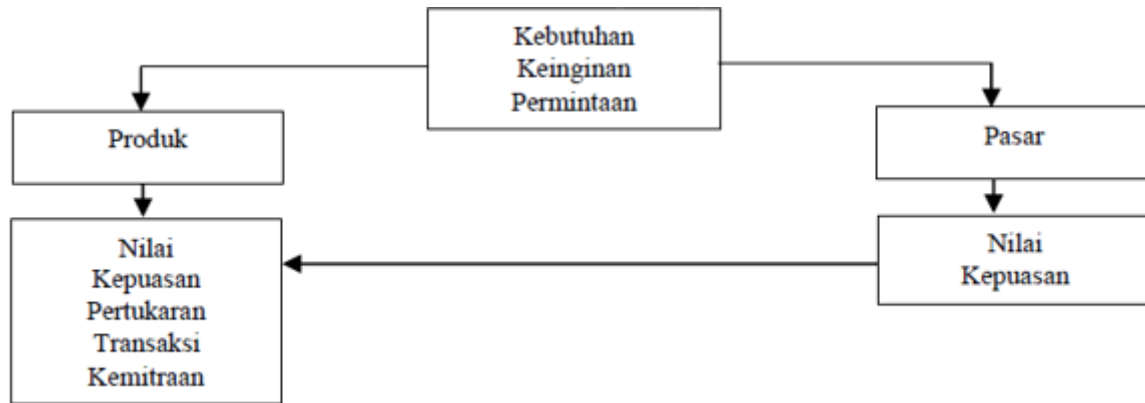 Kebutuhan
Keinginan
Permintaan
Produk
Pasar
Nilai
Kepuasan
Pertukaran
Transaksi
Kemitraan
Nilai
Kepuasan